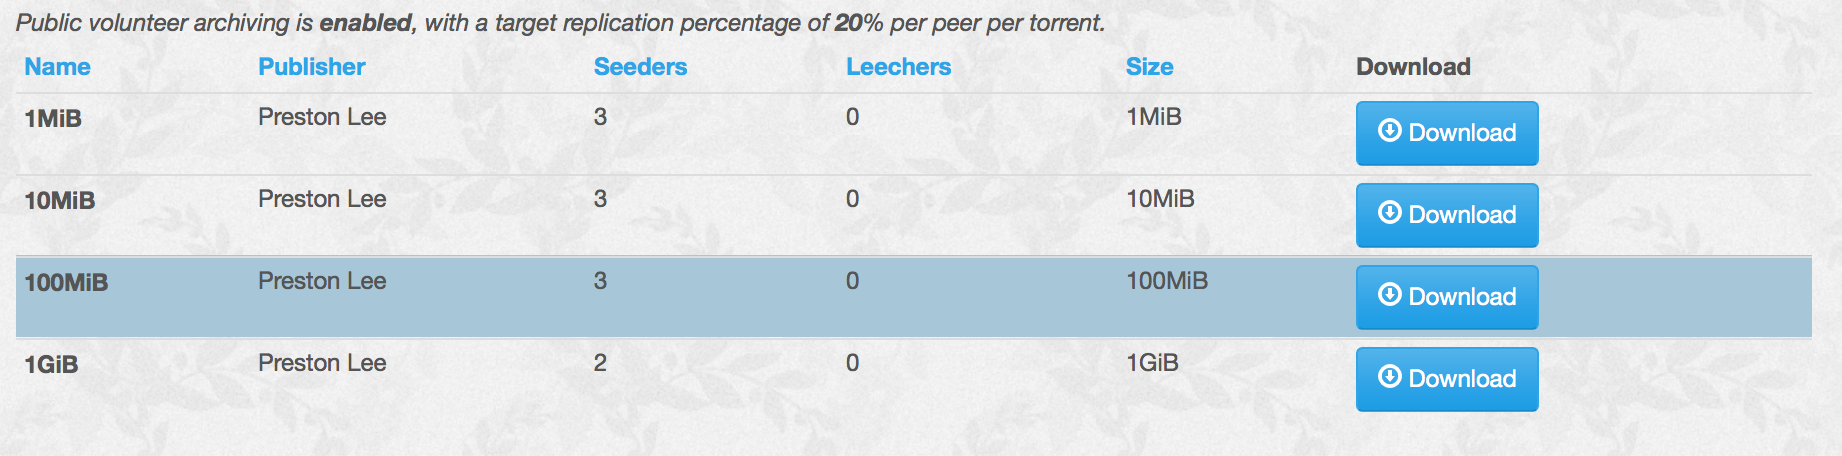 Public volunteer archiving is enabled, with a target replication percentage of 20% per peer per torrent.
Name Publisher Seeders Leechers Size Download
1MiB Preston Lee 3 0 1MiB Download
10MiB Preston Lee 3 0 10MiB Download
100MiB Preston Lee 3 0 100MiB Download
1GiB Preston Lee 2 0 1GiB Download